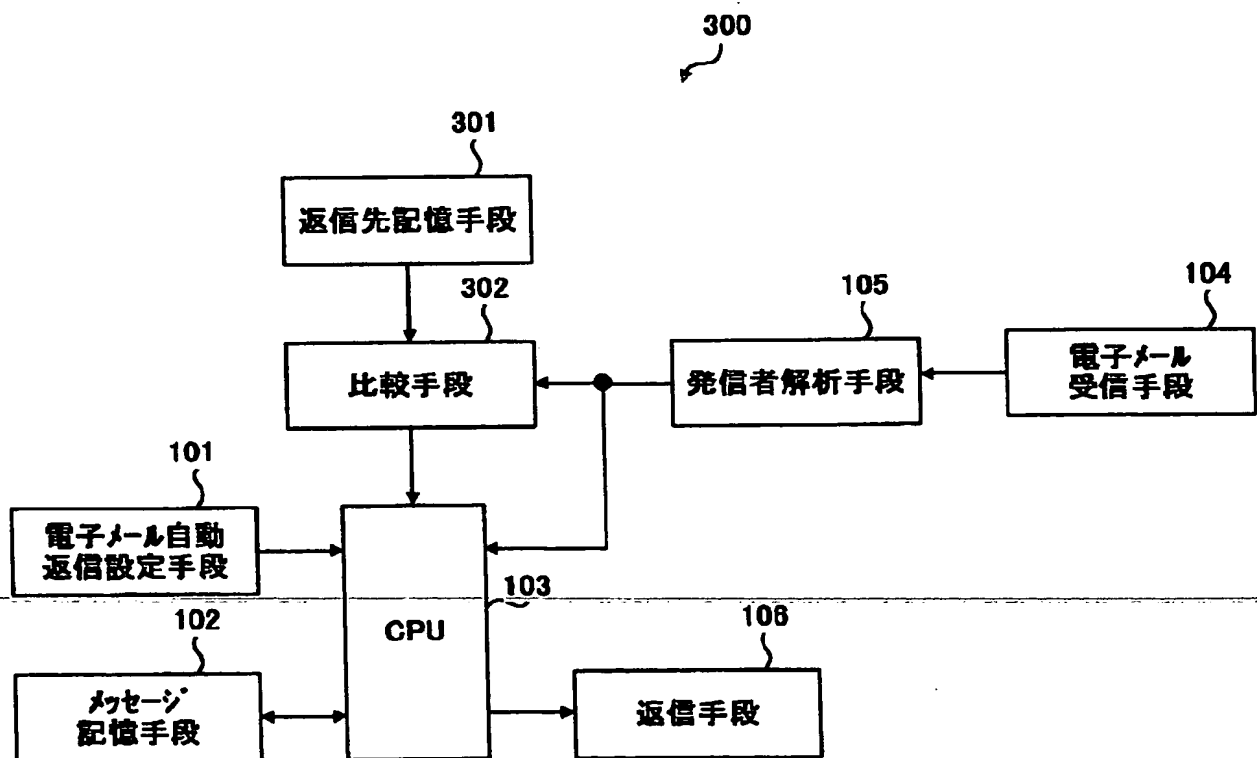 300
301
返信先記憶手段
302
比較手段
105
発信者解析手段
104
電子メール
受信手段
101
電子メール自動
返信設定手段
103
CPU
102
メッセージ
記憶手段
106
返信手段